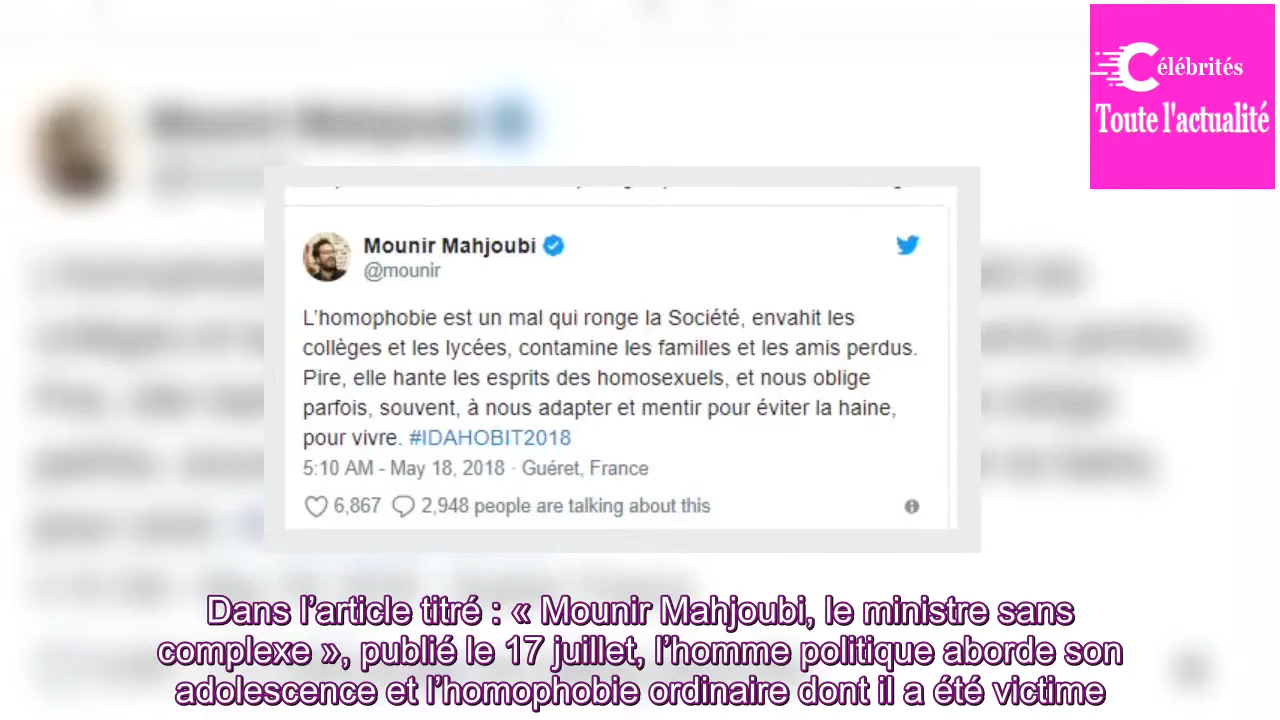 Célébrités
Toute l'actualité
Mounir Mahjoubi
@mounir
L'homophobie est un mal qui ronge la Société, envahit les
collèges et les lycées, contamine les familles et les amis perdus.
Pire, elle hante les esprits des homosexuels, et nous oblige
parfois, souvent, à nous adapter et mentir pour éviter la haine,
pour vivre. #IDAHOBIT2018
5:10 AM - May 18, 2018 · Guéret, France
6,867 2,948 people are talking about this
Dans l’article titré : « Mounir Mahjoubi, le ministre sans
complexe », publié le 17 juillet, l’homme politique aborde son
adolescence et l’homophobie ordinaire dont il a été victime